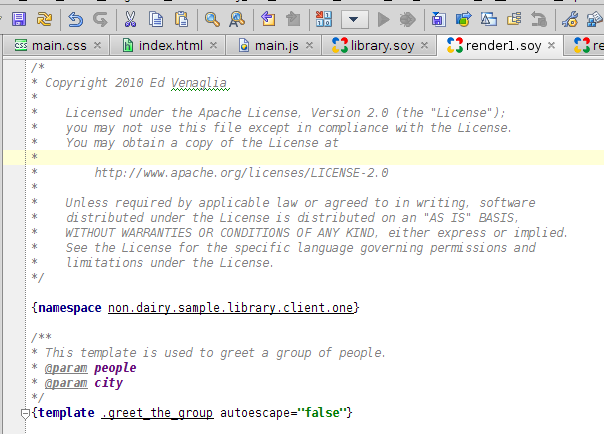 main.css
index.html
main.js
library.soy
render1.soy
re
/*
* Copyright 2010 Ed Venaglia
*
*    Licensed under the Apache License, Version 2.0 (the "License");
*    you may not use this file except in compliance with the License.
*    You may obtain a copy of the License at
*
*        http://www.apache.org/licenses/LICENSE-2.0
*
*    Unless required by applicable law or agreed to in writing, software
*    distributed under the License is distributed on an "AS IS" BASIS,
*    WITHOUT WARRANTIES OR CONDITIONS OF ANY KIND, either express or implied.
*    See the License for the specific language governing permissions and
*    limitations under the License.
*/
{namespace non.dairy.sample.library.client.one}
/**
* This template is used to greet a group of people.
* @param people
* @param city
*/
{template .greet_the_group autoescape="false"}